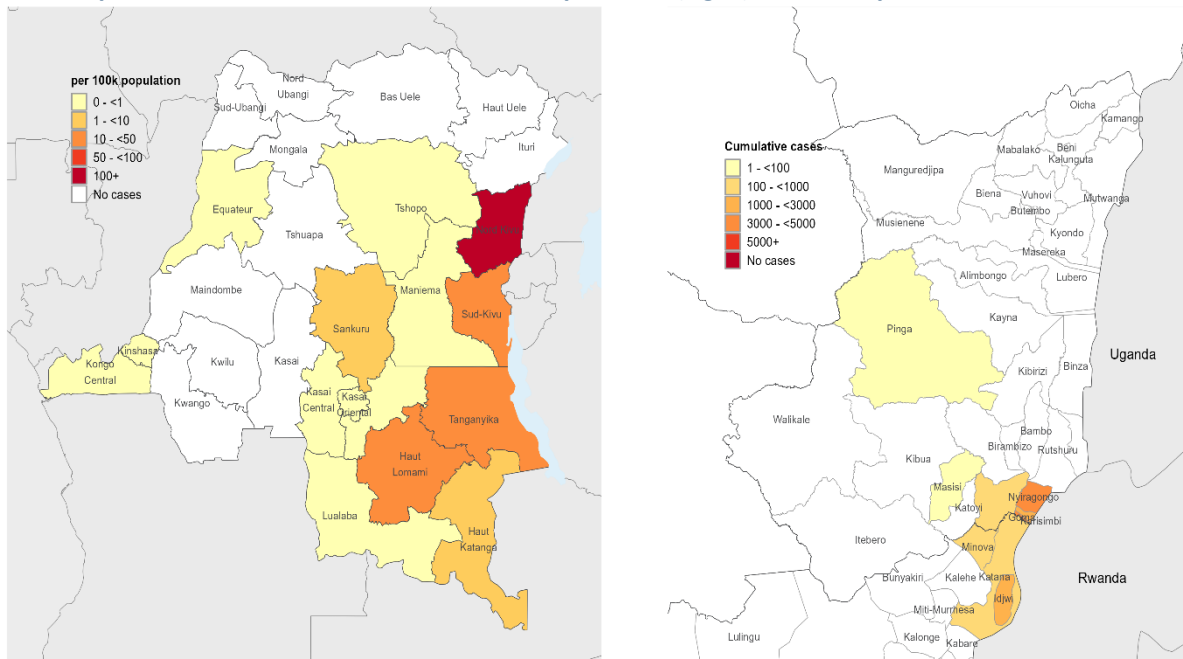 per 100k population
0 - <1
1 - <10
10 - <50
50 - <100
100+
No cases
Nord
Ubangi
Sud-Ubangi
Bas Uele
Haut Uele
Mongala
Ituri
Equateur
Tshopo
Tshuapa
Maniema
Maindombe
Sud-Kivu
Sankuru
Kinshasa
Kongo
Central
Kwilu
Kasai
Kwango
Kasai
Central
Kasai
Oriental
Tanganyika
Haut
Lomami
Lualaba
Haut
Katanga
Cumulative cases
1 - <100
100 - <1000
1000 - <3000
3000 - <5000
5000+
No cases
Oicha
Kamango
Mabalako
Beni
Kalunguta
Manguredjipa
Biena
Vuhovi
Mutwanga
Butembo
Musienene
Kyondo
Masereka
Alimbongo
Lubero
Kayna
Pinga
Uganda
Kibirizi
Binza
Walikale
Bambo
Birambizo
Rutshuru
Kibua
Masisi
Nyiragongo
Katoyi
Goma
Karisimbi
Itebero
Minova
Bunyakiri
Kalehe
Katana
Rwanda
Idjwi
Miti-Murhesa
Lulingu
Kalonge
Kabare